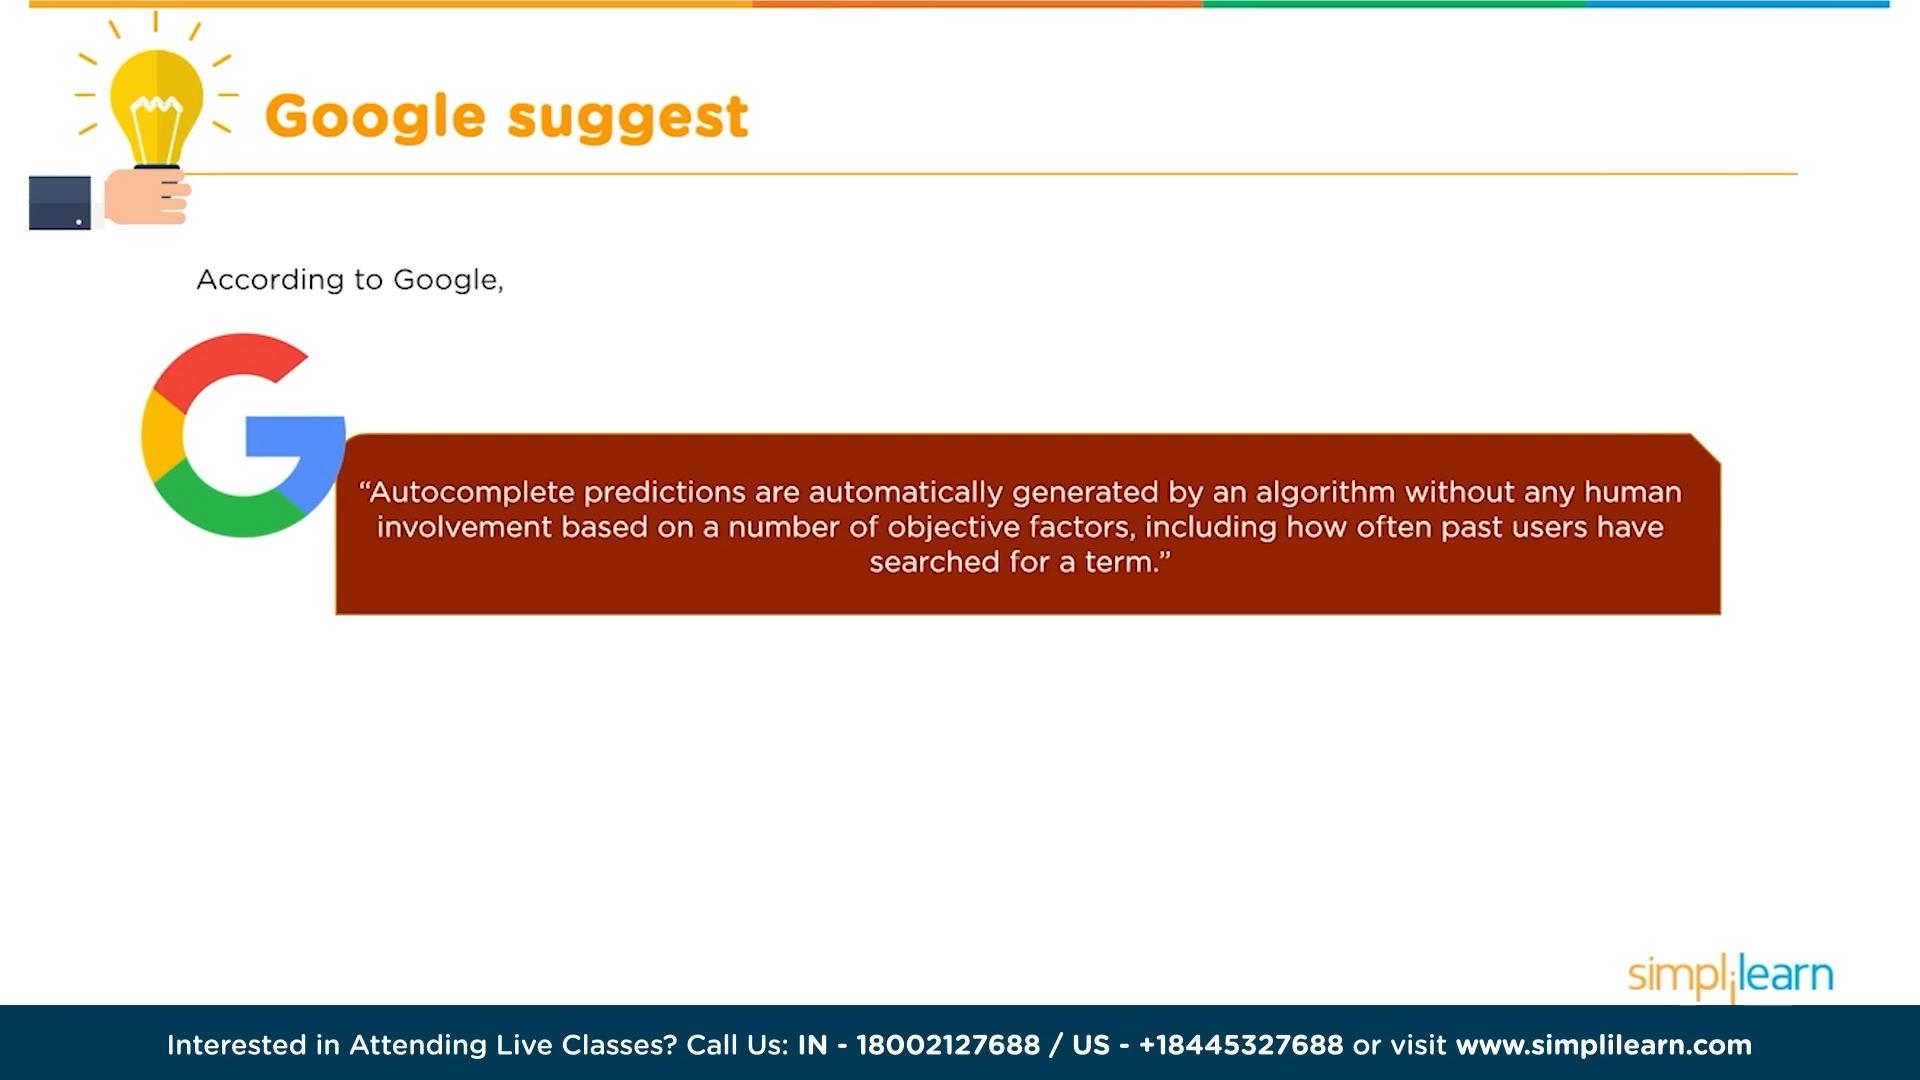 Google suggest
According to Google,
“Autocomplete predictions are automatically generated by an algorithm without any human
involvement based on a number of objective factors, including how often past users have
searched for a term.”
simplilearn
Interested in Attending Live Classes? Call Us: IN - 18002127688 / US - +18445327688 or visit www.simplilearn.com